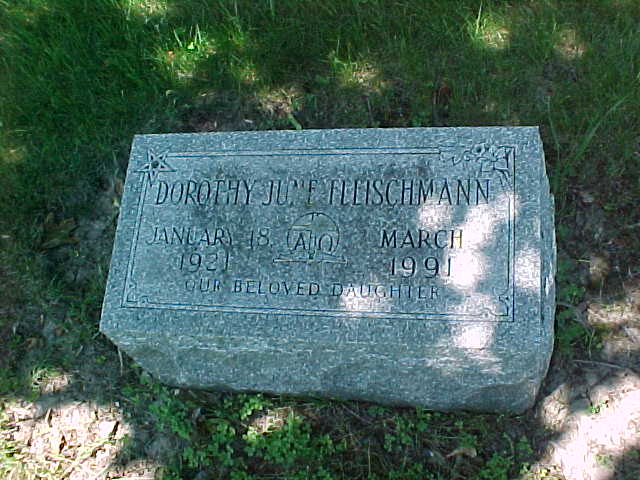 DOROTHY JUNE FLEISCHMANN
JANUARY 18, MARCH
1921 1991
OUR BELOVED DAUGHTER